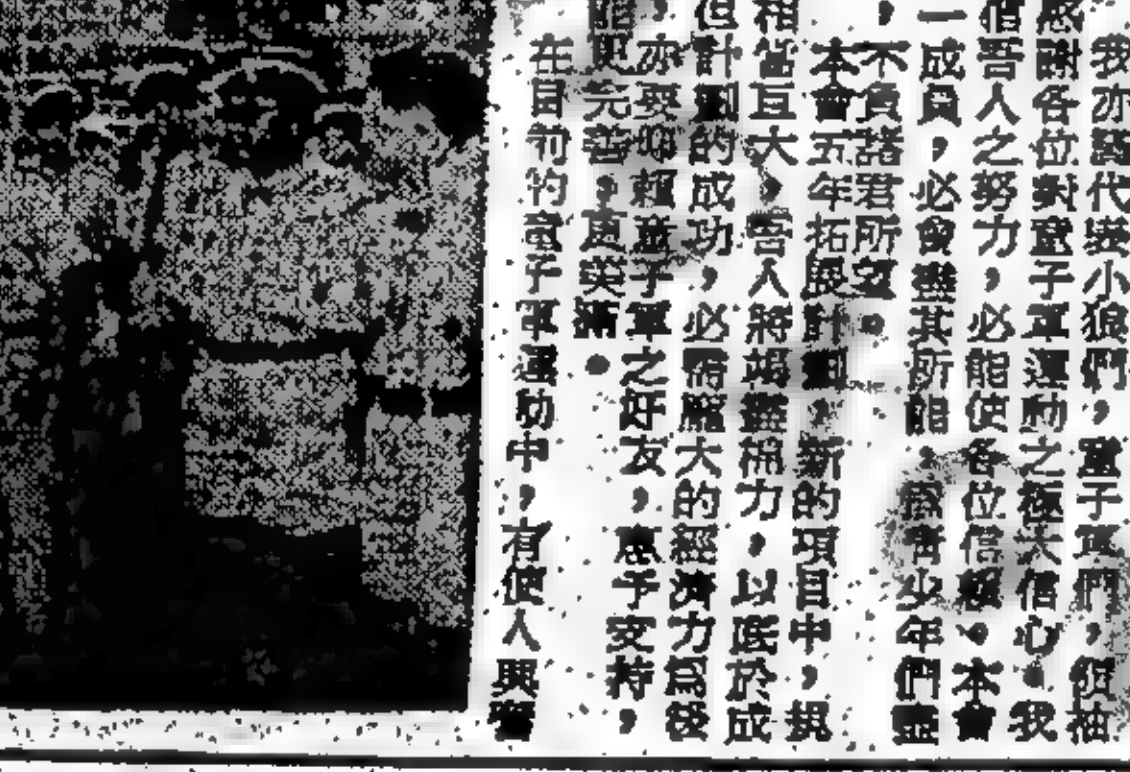 我亦謹代表小狼們，童子軍們，領袖
感謝各位對童子軍運動之極大信心。我
信吾人之努力，必能使各位信賴。本會
一成員，必會盡其所能，為青少年們盡
，不負諸君所望。
本會五年拓展計劃，新的項目中，規
相當互大，吾人將竭盡棉力，以底於成
但計劃的成功，必需龐大的經濟力為後
，亦要仰賴童子軍之好友，惠予支持，
更完善，更美滿。
在目前的童子軍運動中，有使人興奮